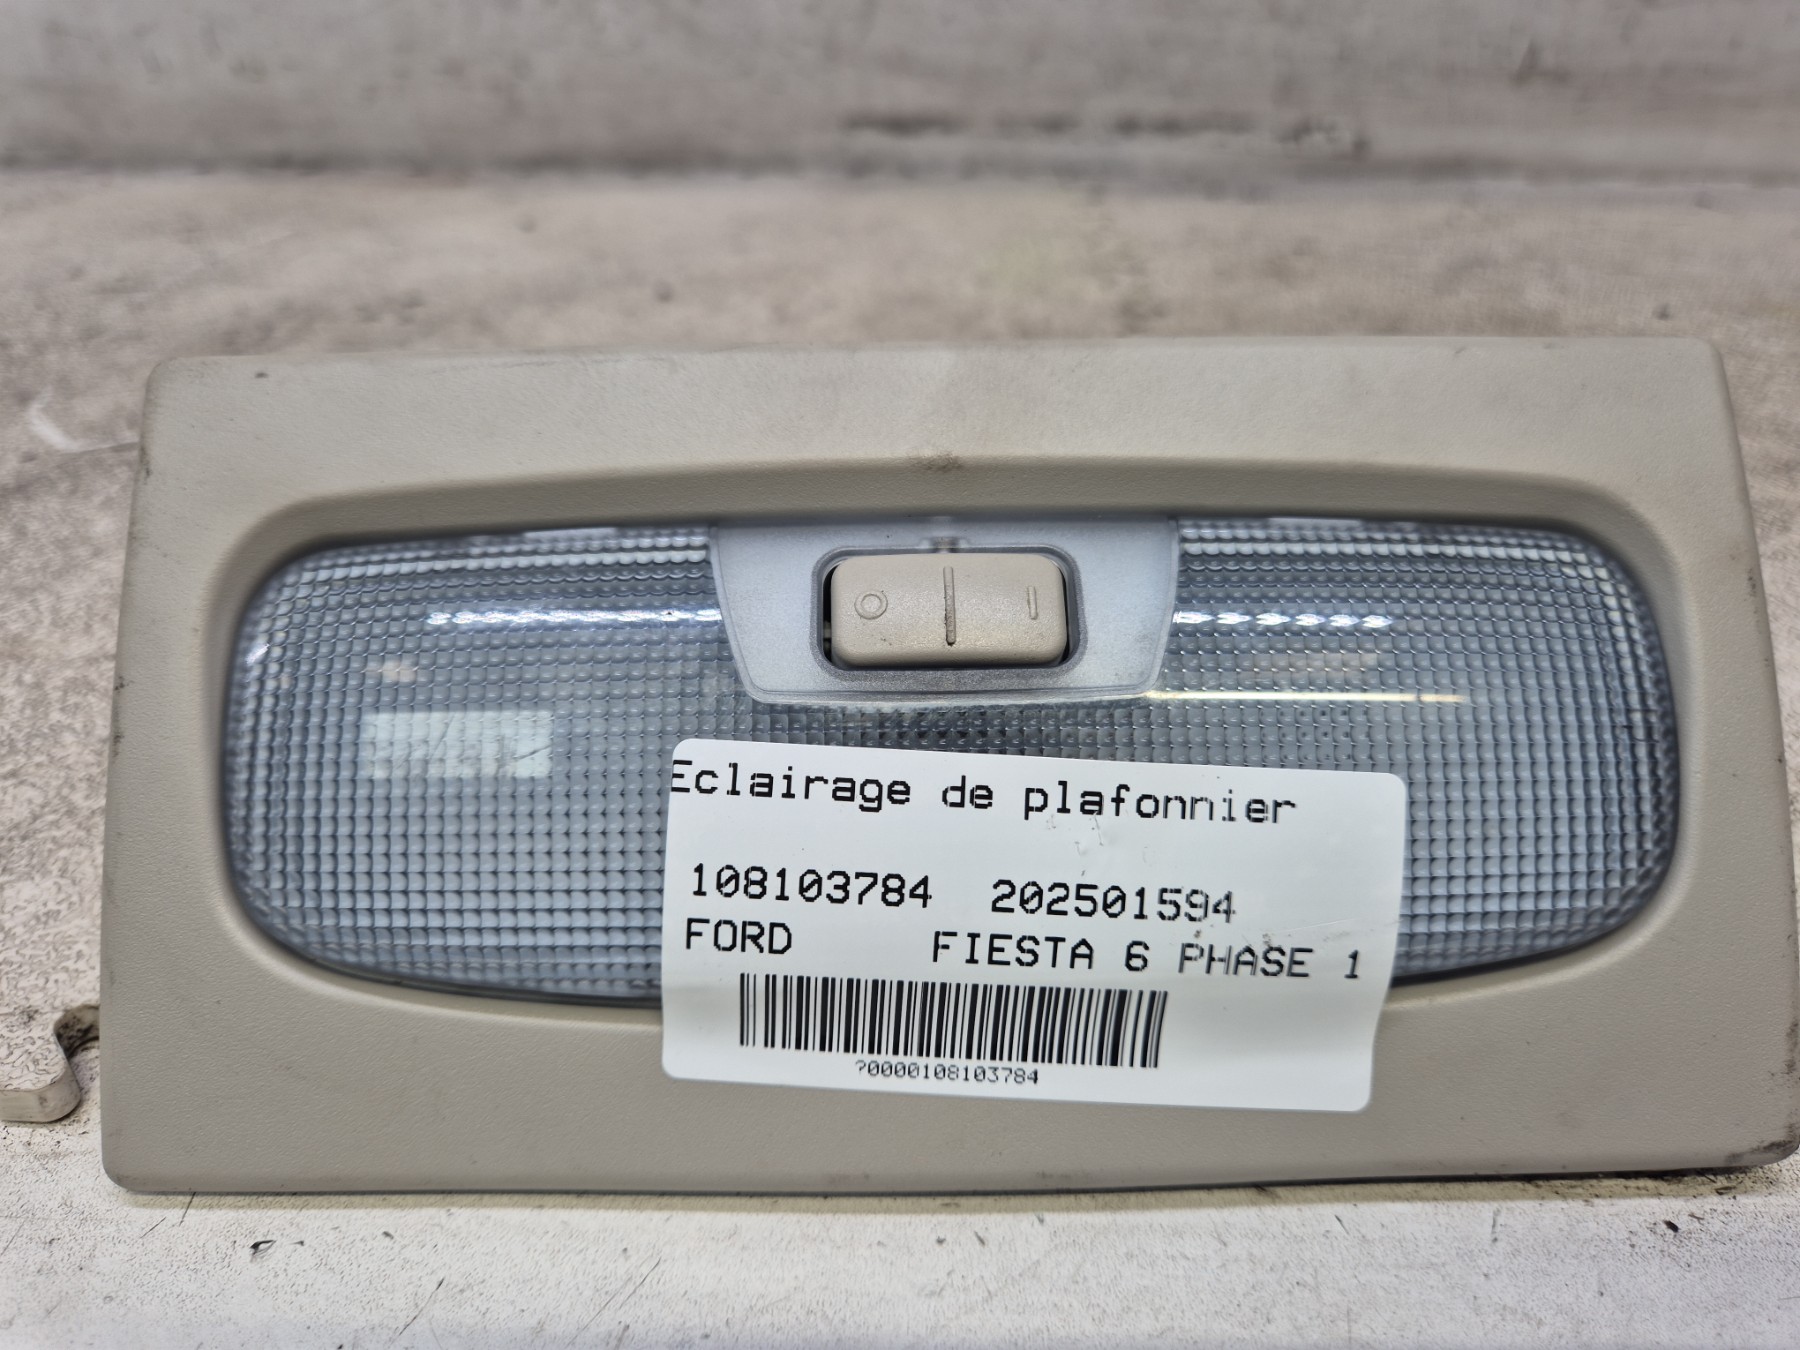 Eclairage de plafonnier
108103784 202501594
FORD FIESTA 6 PHASE 1
?0000108103784